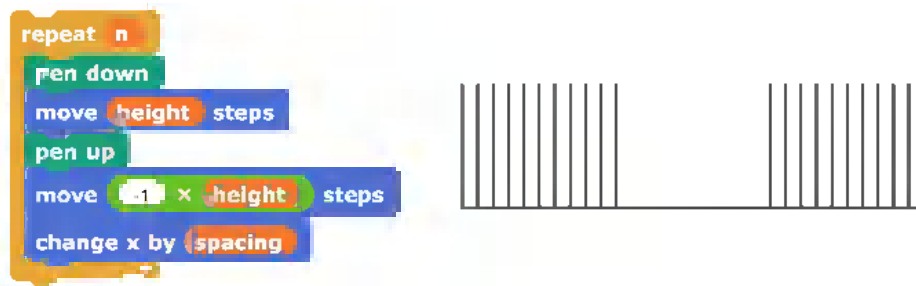 repeat n
pen down
move height steps
pen up
move -1 × height steps
change x by spacing